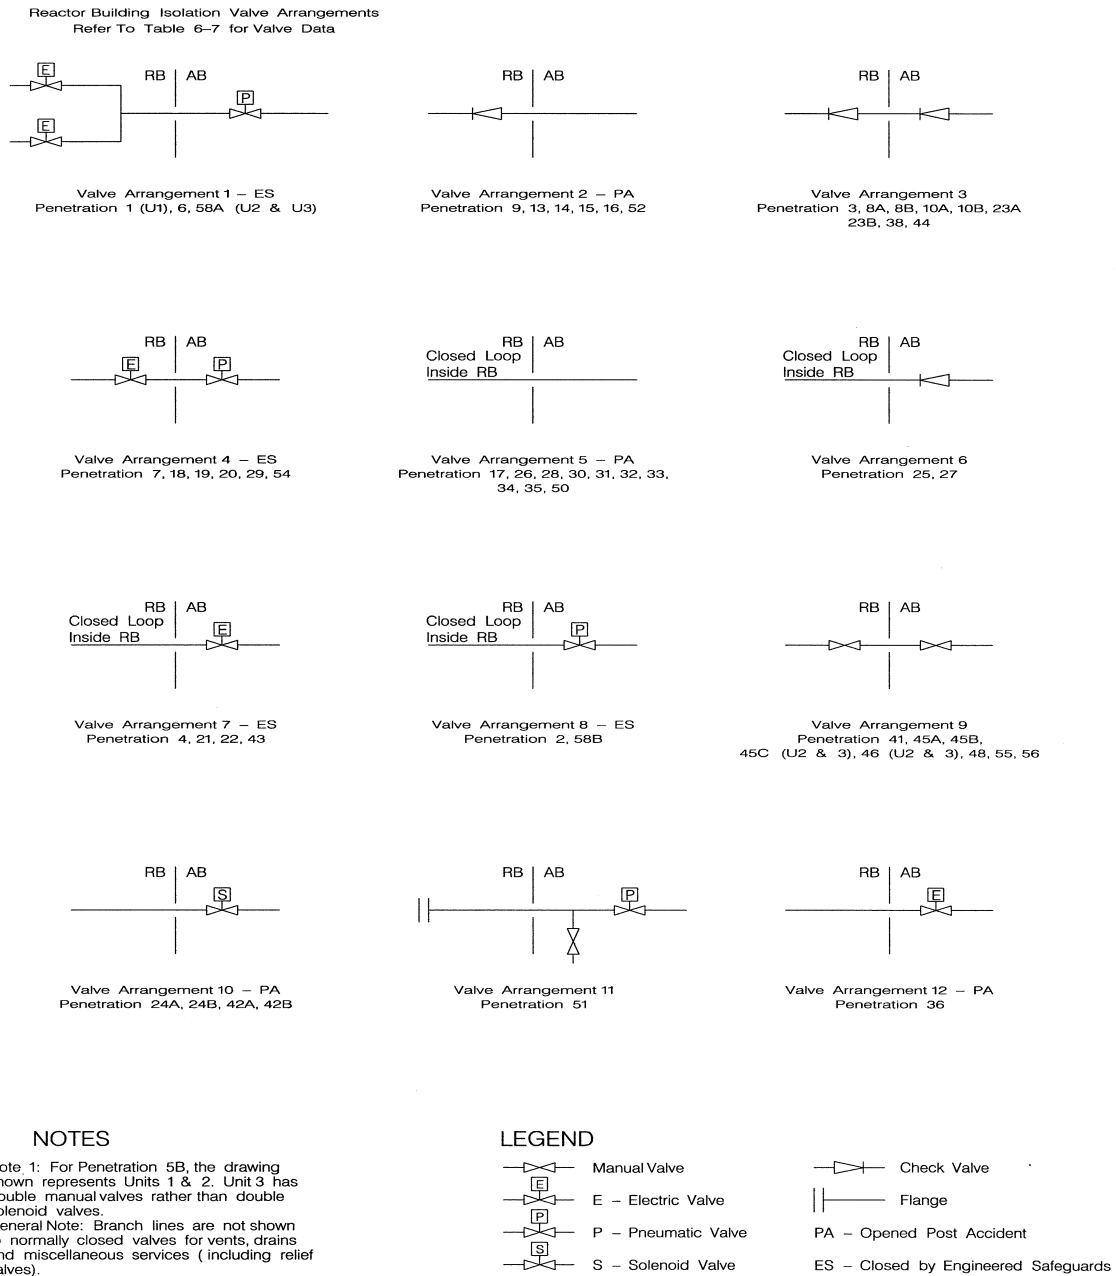 Reactor Building Isolation Valve Arrangements
Refer To Table 6–7 for Valve Data
E
RB AB
P
E
Valve Arrangement 1 – ES
Penetration 1 (U1), 6, 58A (U2 & U3)
RB AB
Valve Arrangement 2 – PA
Penetration 9, 13, 14, 15, 16, 52
RB AB
Valve Arrangement 3
Penetration 3, 8A, 8B, 10A, 10B, 23A
23B, 38, 44
RB AB
E P
Valve Arrangement 4 – ES
Penetration 7, 18, 19, 20, 29, 54
RB AB
Closed Loop
Inside RB
Valve Arrangement 5 – PA
Penetration 17, 26, 28, 30, 31, 32, 33,
34, 35, 50
RB AB
Closed Loop
Inside RB
Valve Arrangement 6
Penetration 25, 27
RB AB
Closed Loop
Inside RB
E
Valve Arrangement 7 – ES
Penetration 4, 21, 22, 43
RB AB
Closed Loop
Inside RB
P
Valve Arrangement 8 – ES
Penetration 2, 58B
RB AB
Valve Arrangement 9
Penetration 41, 45A, 45B,
45C (U2 & 3), 46 (U2 & 3), 48, 55, 56
RB AB
S
Valve Arrangement 10 – PA
Penetration 24A, 24B, 42A, 42B
RB AB
P
Valve Arrangement 11
Penetration 51
RB AB
E
Valve Arrangement 12 – PA
Penetration 36
NOTES
ote 1: For Penetration 5B, the drawing
hown represents Units 1 & 2. Unit 3 has
ouble manual valves rather than double
olenoid valves.
eneral Note: Branch lines are not shown
o normally closed valves for vents, drains
nd miscellaneous services (including relief
alves).
LEGEND
Manual Valve
E
E – Electric Valve
P
P – Pneumatic Valve
S
S – Solenoid Valve
Check Valve
Flange
PA – Opened Post Accident
ES – Closed by Engineered Safeguards